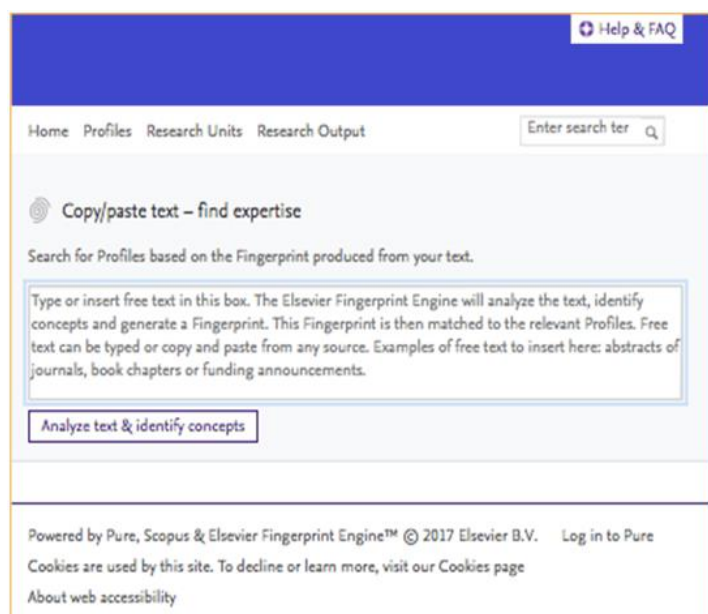 Help & FAQ
Home Profiles Research Units Research Output
Enter search ter
Copy/paste text – find expertise
Search for Profiles based on the Fingerprint produced from your text.
Type or insert free text in this box. The Elsevier Fingerprint Engine will analyze the text, identify
concepts and generate a Fingerprint. This Fingerprint is then matched to the relevant Profiles. Free
text can be typed or copy and paste from any source. Examples of free text to insert here: abstracts of
journals, book chapters or funding announcements.
Analyze text & identify concepts
Powered by Pure, Scopus & Elsevier Fingerprint Engine™ © 2017 Elsevier B.V. Log in to Pure
Cookies are used by this site. To decline or learn more, visit our Cookies page
About web accessibility